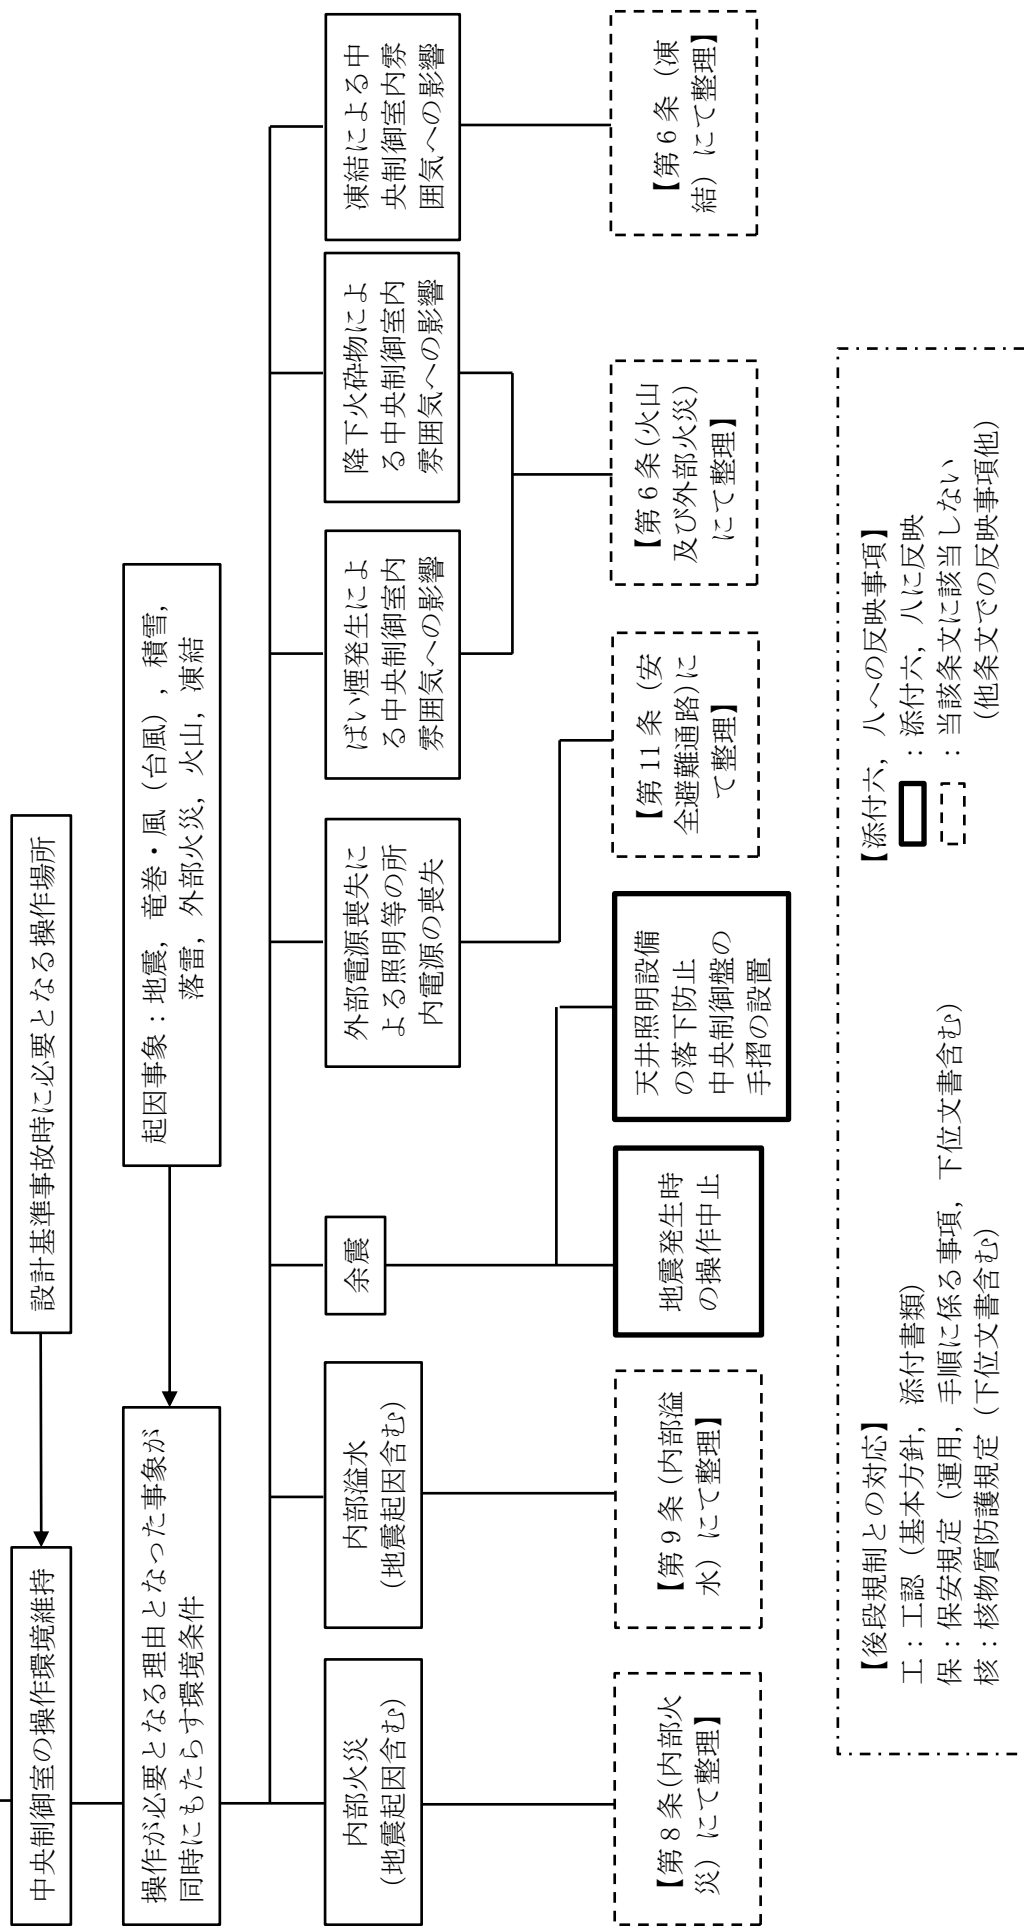 中央制御室の操作環境維持
設計基準事故時に必要となる操作場所
操作が必要となる理由となった事象が
同時にもたらす環境条件
起因事象：地震，竜巻・風（台風），積雪，
落雷，外部火災，火山，凍結
内部火災
(地震起因含む)
内部溢水
(地震起因含む)
余震
外部電源喪失に
よる照明等の所
内電源の喪失
ばい煙発生によ
る中央制御室内
雰囲気への影響
降下火砕物によ
る中央制御室内
雰囲気への影響
凍結による中
央制御室内雰
囲気への影響
【第8条(内部火
災）にて整理】
【第9条（内部溢
水）にて整理】
地震発生時
の操作中止
天井照明設備
の落下防止
中央制御盤の
手摺の設置
【第11条（安
全避難通路)に
て整理】
【第6条(火山
及び外部火災）
にて整理】
【第6条（凍
結）にて整理】
【後段規制との対応】
工：工認（基本方針，添付書類）
保：保安規定（運用，手順に係る事項，下位文書含む）
核：核物質防護規定（下位文書含む）
【添付六，八への反映事項】
：添付六，八に反映
：当該条文に該当しない
（他条文での反映事項他）